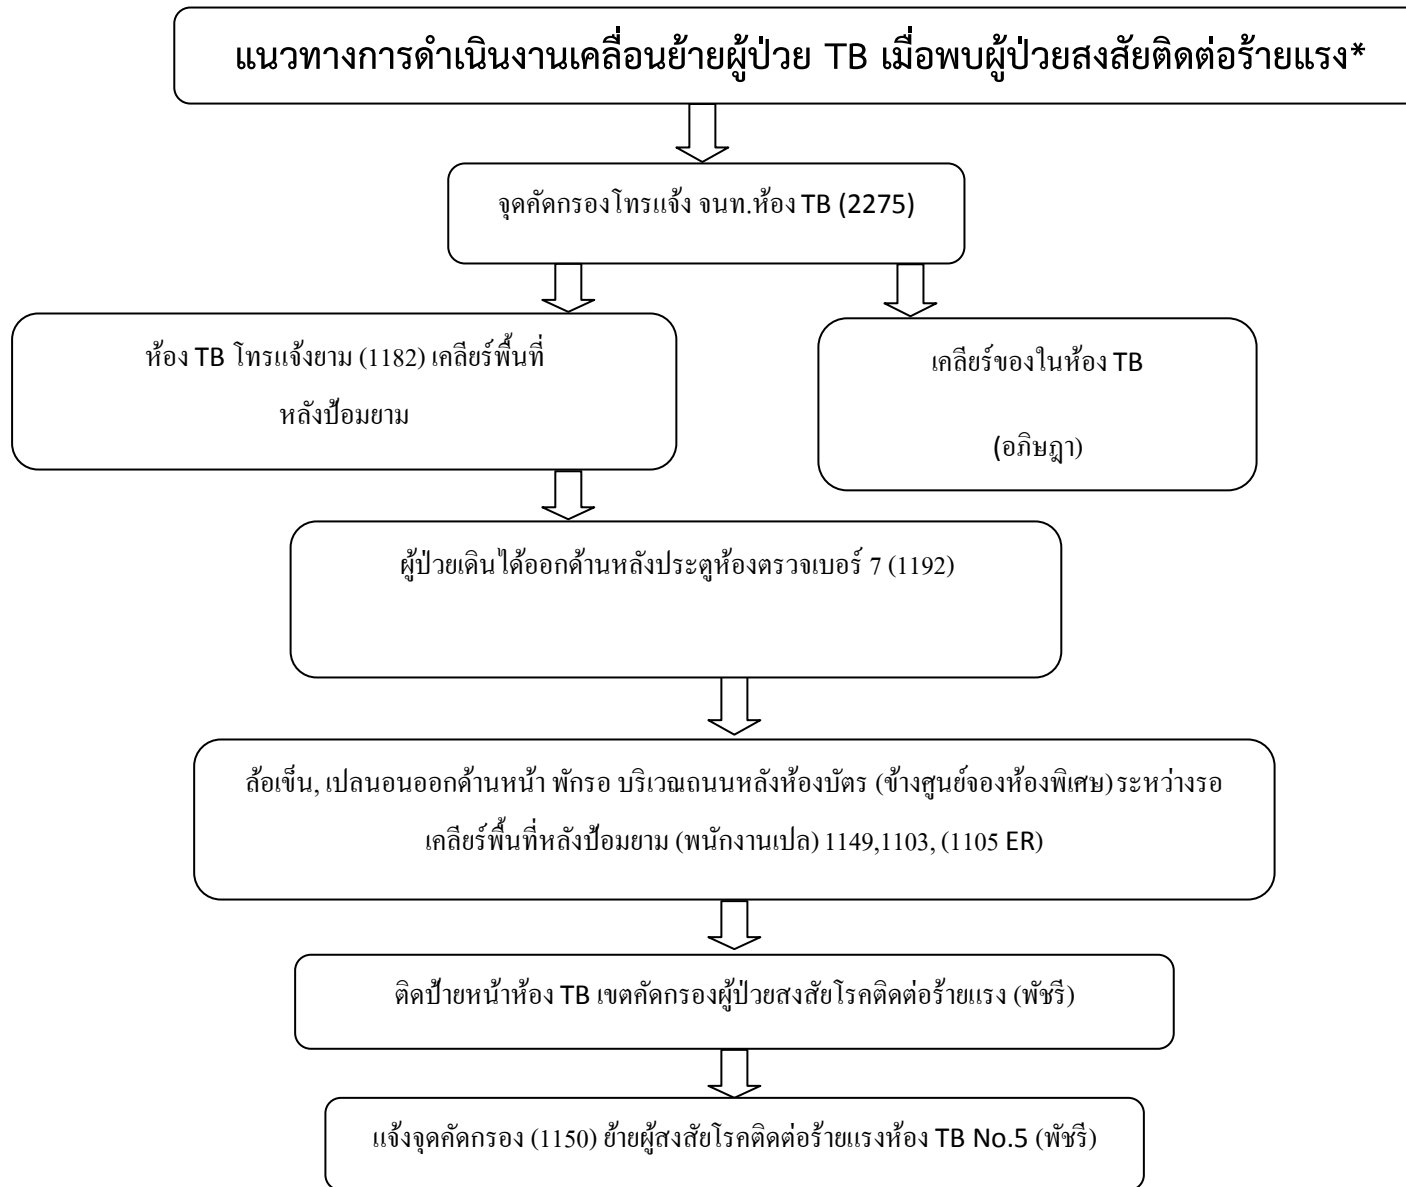 แนวทางการดำเนินงานเคลื่อนย้ายผู้ป่วย TB เมื่อพบผู้ป่วยสงสัยติดต่อร้ายแรง*
จุดคัดกรองโทรแจ้ง จนท.ห้อง TB (2275)
ห้อง TB โทรแจ้งยาม (1182) เคลียร์พื้นที่
หลังป้อมยาม
เคลียร์ของในห้อง TB
(อภิษฎา)
ผู้ป่วยเดินได้ออกด้านหลังประตูห้องตรวจเบอร์ 7 (1192)
ล้อเข็น, เปลนอนออกด้านหน้า พักรอ บริเวณถนนหลังห้องบัตร (ข้างศูนย์จองห้องพิเศษ) ระหว่างรอ
เคลียร์พื้นที่หลังป้อมยาม (พนักงานเปล) 1149,1103, (1105 ER)
ติดป้ายหน้าห้อง TB เขตคัดกรองผู้ป่วยสงสัยโรคติดต่อร้ายแรง (พัชรี)
แจ้งจุดคัดกรอง (1150) ย้ายผู้สงสัยโรคติดต่อร้ายแรงห้อง TB No.5 (พัชรี)